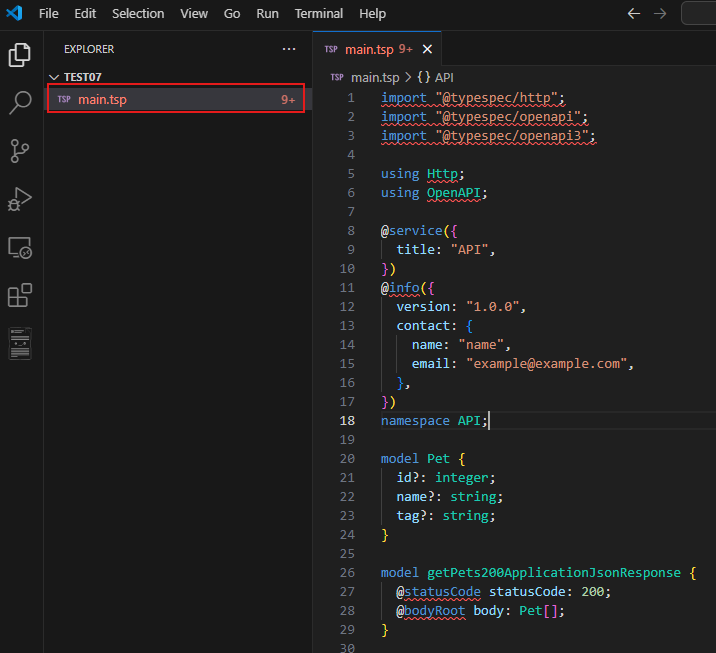 File Edit Selection View Go Run Terminal Help
EXPLORER ...
TEST07
TSP main.tsp 9+
TSP main.tsp 9+ ×
TSP main.tsp > {} API
1 import "@typespec/http";
2 import "@typespec/openapi";
3 import "@typespec/openapi3";
4
5 using Http;
6 using OpenAPI;
7
8 @service({
9   title: "API",
10 })
11 @info({
12   version: "1.0.0",
13   contact: {
14     name: "name",
15     email: "example@example.com",
16   },
17 })
18 namespace API;
19
20 model Pet {
21   id?: integer;
22   name?: string;
23   tag?: string;
24 }
25
26 model getPets200ApplicationJsonResponse {
27   @statusCode statusCode: 200;
28   @bodyRoot body: Pet[];
29 }
30